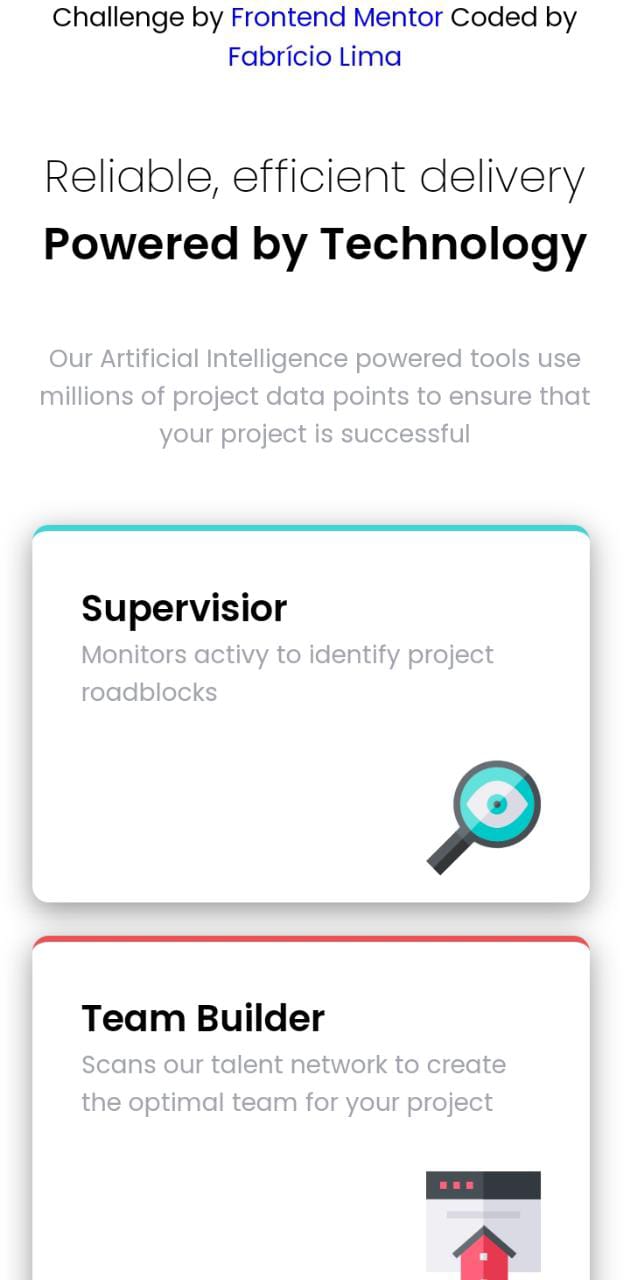 Challenge by Frontend Mentor Coded by
Fabrício Lima
Reliable, efficient delivery
Powered by Technology
Our Artificial Intelligence powered tools use
millions of project data points to ensure that
your project is successful
Supervisior
Monitors activy to identify project
roadblocks
Team Builder
Scans our talent network to create
the optimal team for your project